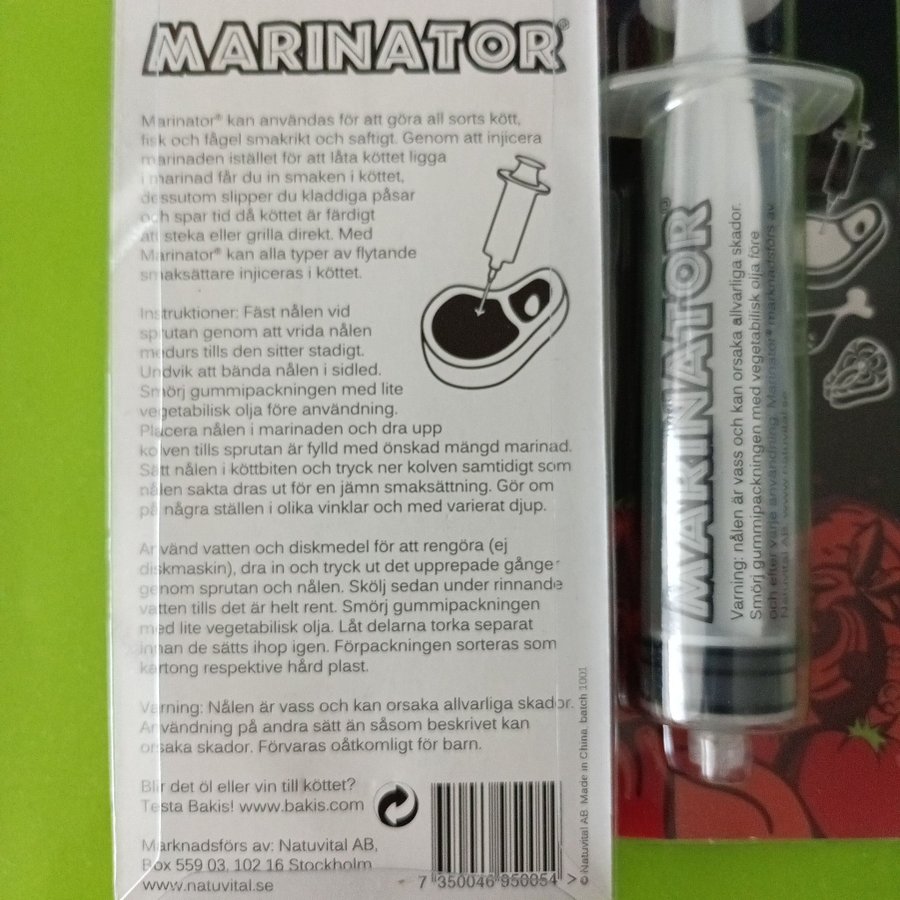 MARINATOR®
Marinator® kan användas för att göra all sorts kött,
fisk och fågel smakrikt och saftigt. Genom att injicera
marinaden istället för att låta köttet ligga
i marinad får du in smaken i köttet,
dessutom slipper du kladdiga påsar
och spar tid då köttet är färdigt
att steka eller grilla direkt. Med
Marinator® kan alla typer av flytande
smaksättare injiceras i köttet.
Instruktioner: Fäst nålen vid
sprutan genom att vrida nålen
medurs tills den sitter stadigt.
Undvik att bända nålen i sidled.
Smörj gummipackningen med lite
vegetabilisk olja före användning.
Placera nålen i marinaden och dra upp
kolven tills sprutan är fylld med önskad mängd marinad.
Sätt nålen i köttbiten och tryck ner kolven samtidigt som
nålen sakta dras ut för en jämn smaksättning. Gör om
på några ställen i olika vinklar och med varierat djup.
Använd vatten och diskmedel för att rengöra (ej
diskmaskin), dra in och tryck ut det upprepade gånger
genom sprutan och nålen. Skölj sedan under rinnande
vatten tills det är helt rent. Smörj gummipackningen
med lite vegetabilisk olja. Låt delarna torka separat
innan de sätts ihop igen. Förpackningen sorteras som
kartong respektive hård plast.
Varning: Nålen är vass och kan orsaka allvarliga skador.
Användning på andra sätt än såsom beskrivet kan
orsaka skador. Förvaras oåtkomligt för barn.
Blir det öl eller vin till köttet?
Testa Bakis! www.bakis.com
Marknadsförs av: Natuvital AB,
Box 559 03, 102 16 Stockholm
www.natuvital.se
7 350046 950054 >
© Natuvital AB. Made in China, batch 1001
MARINATOR®
Varning: nålen är vass och kan orsaka allvarliga skador.
Smörj gummipackningen med vegetabilisk olja före
och efter varje användning. Marinator® marknadsförs av
Natuvital AB, www.natuvital.se